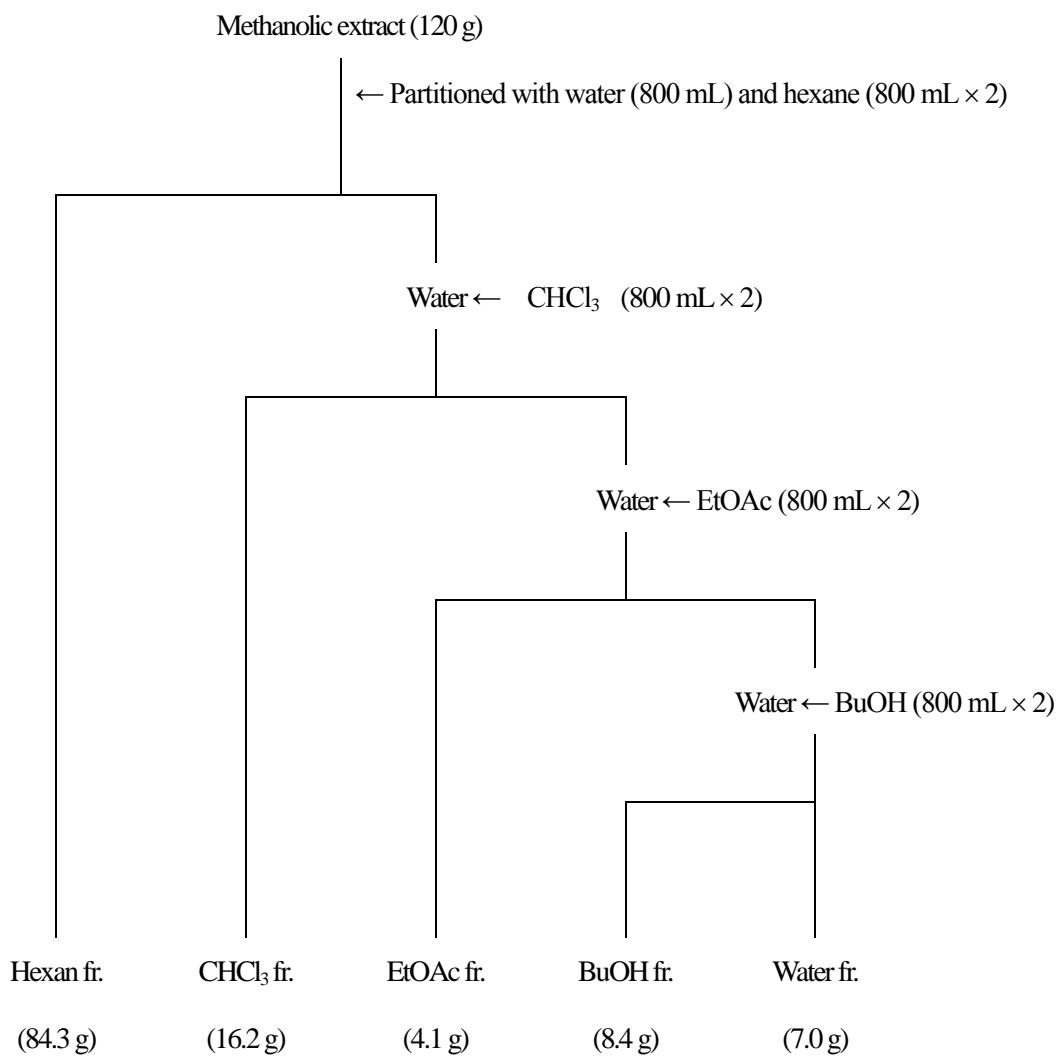 Methanolic extract (120 g)
← Partitioned with water (800 mL) and hexane (800 mL × 2)
Water ← CHCl₃ (800 mL × 2)
Water ← EtOAc (800 mL × 2)
Water ← BuOH (800 mL × 2)
Hexan fr. CHCl₃ fr. EtOAc fr. BuOH fr. Water fr.
(84.3 g) (16.2 g) (4.1 g) (8.4 g) (7.0 g)